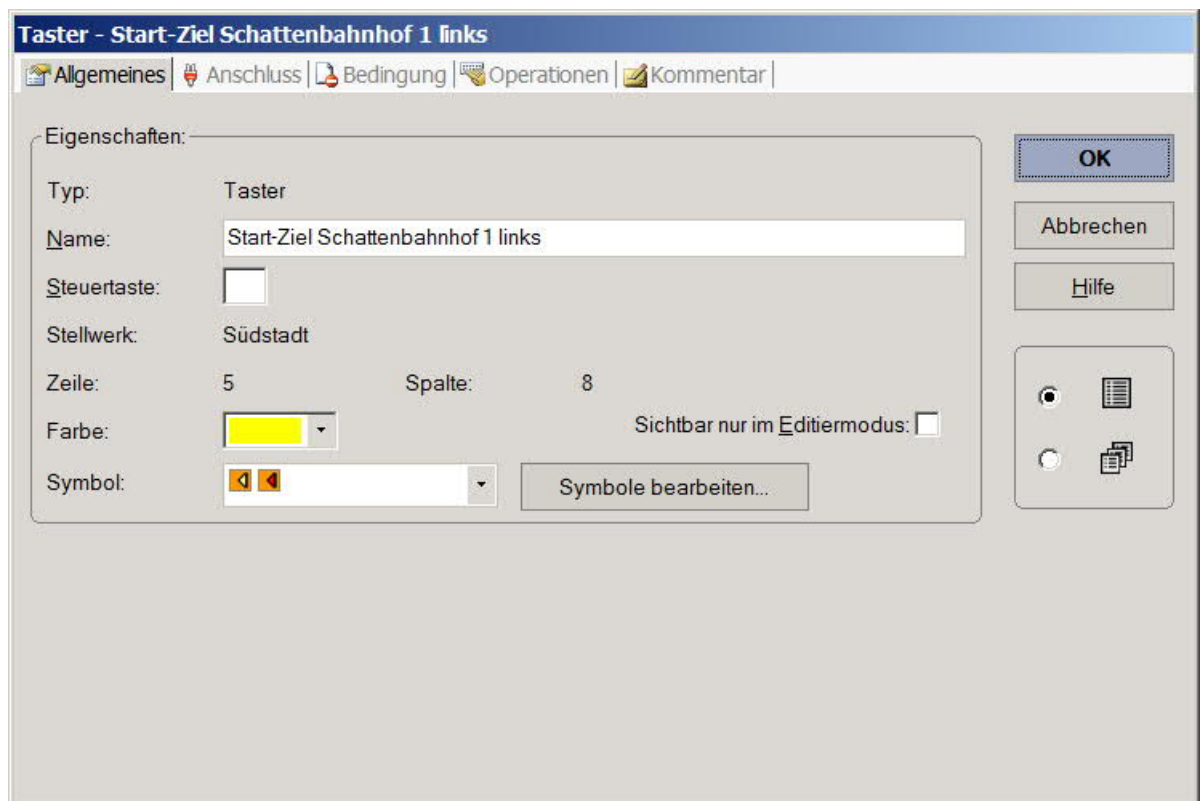 Taster - Start-Ziel Schattenbahnhof 1 links
Allgemeines Anschluss Bedingung Operationen Kommentar
Eigenschaften:
Typ: Taster
Name: Start-Ziel Schattenbahnhof 1 links
Steuertaste:
Stellwerk: Südstadt
Zeile: 5 Spalte: 8
Farbe: Sichtbar nur im Editiermodus:
Symbol: Symbole bearbeiten...
OK
Abbrechen
Hilfe